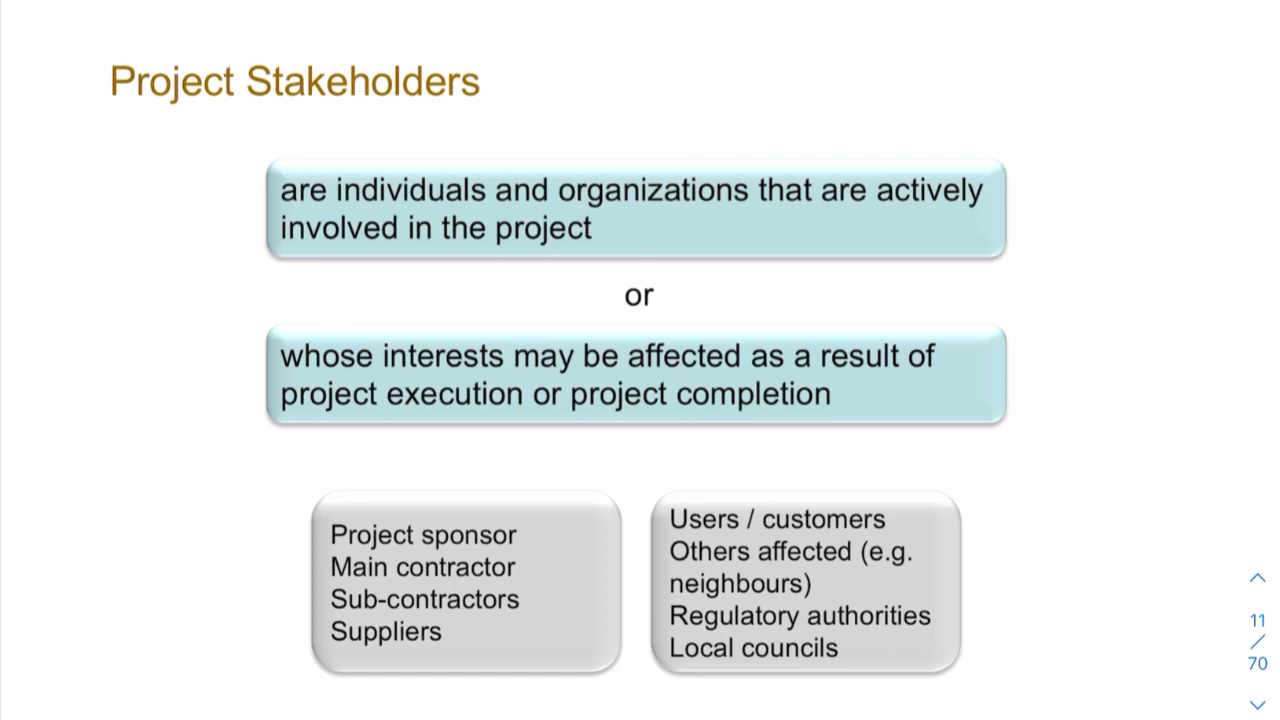 Project Stakeholders
are individuals and organizations that are actively
involved in the project
or
whose interests may be affected as a result of
project execution or project completion
Project sponsor
Main contractor
Sub-contractors
Suppliers
Users / customers
Others affected (e.g.
neighbours)
Regulatory authorities
Local councils
11
/
70